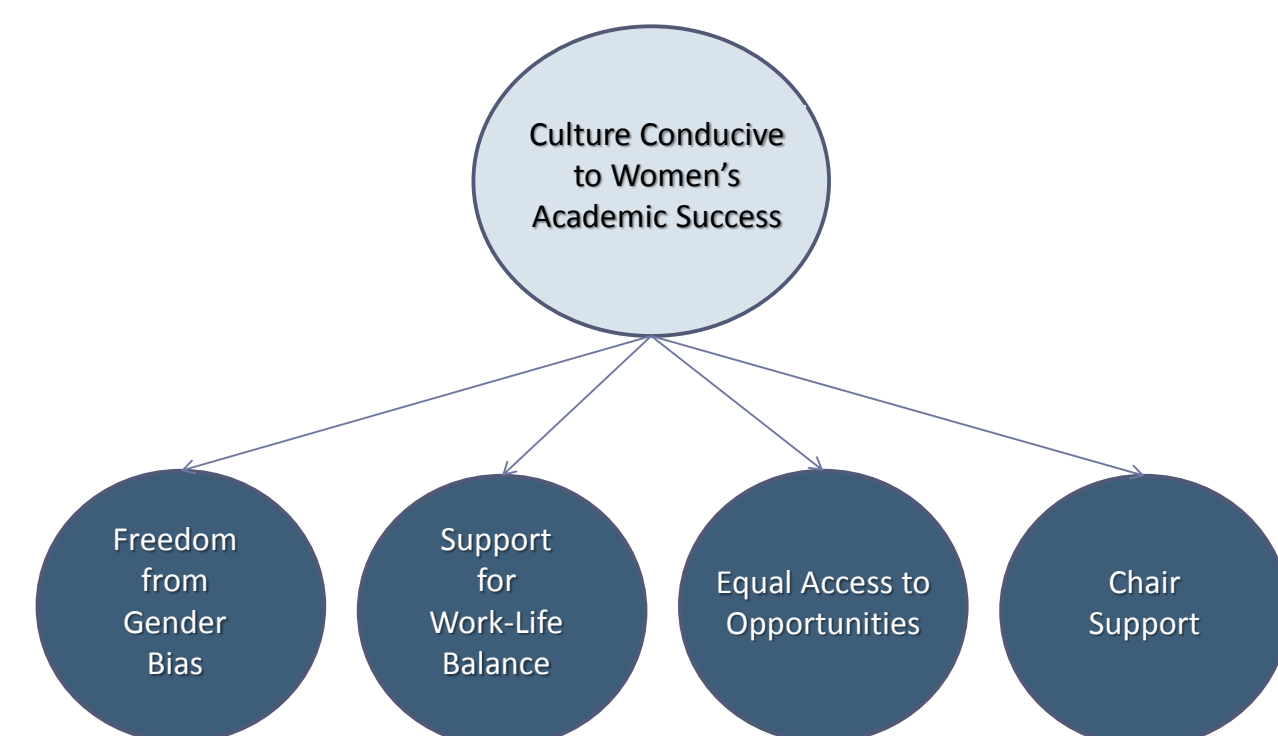 Culture Conducive
to Women’s
Academic Success
Freedom
from
Gender
Bias
Support
for
Work-Life
Balance
Equal Access to
Opportunities
Chair
Support